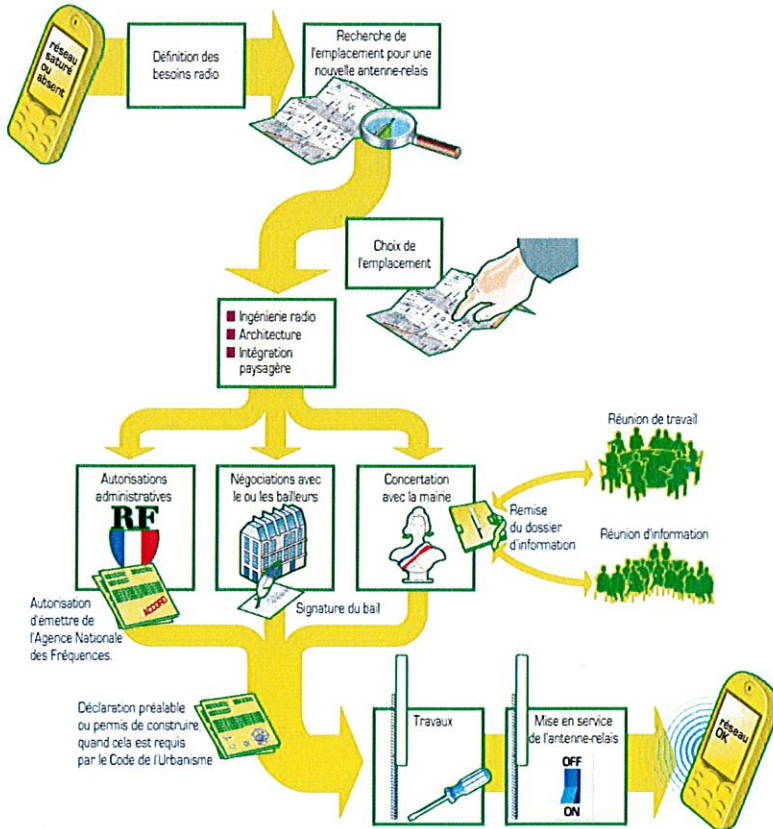 réseau
saturé
ou
absent
Définition des
besoins radio
Recherche de
l'emplacement pour une
nouvelle antenne-relais
Choix de
l'emplacement
Ingénierie radio
Architecture
Intégration
paysagère
Autorisations
administratives
RF
ACCORD
Autorisation
d'émettre de
l'Agence Nationale
des Fréquences.
Négociations avec
le ou les bailleurs
Signature du bail
Concertation
avec la mairie
Remise
du dossier
d'information
Réunion de travail
Réunion d'information
Déclaration préalable
ou permis de construire,
quand cela est requis
par le Code de l'Urbanisme
Travaux
Mise en service
de l'antenne-relais
OFF
ON
réseau
OK